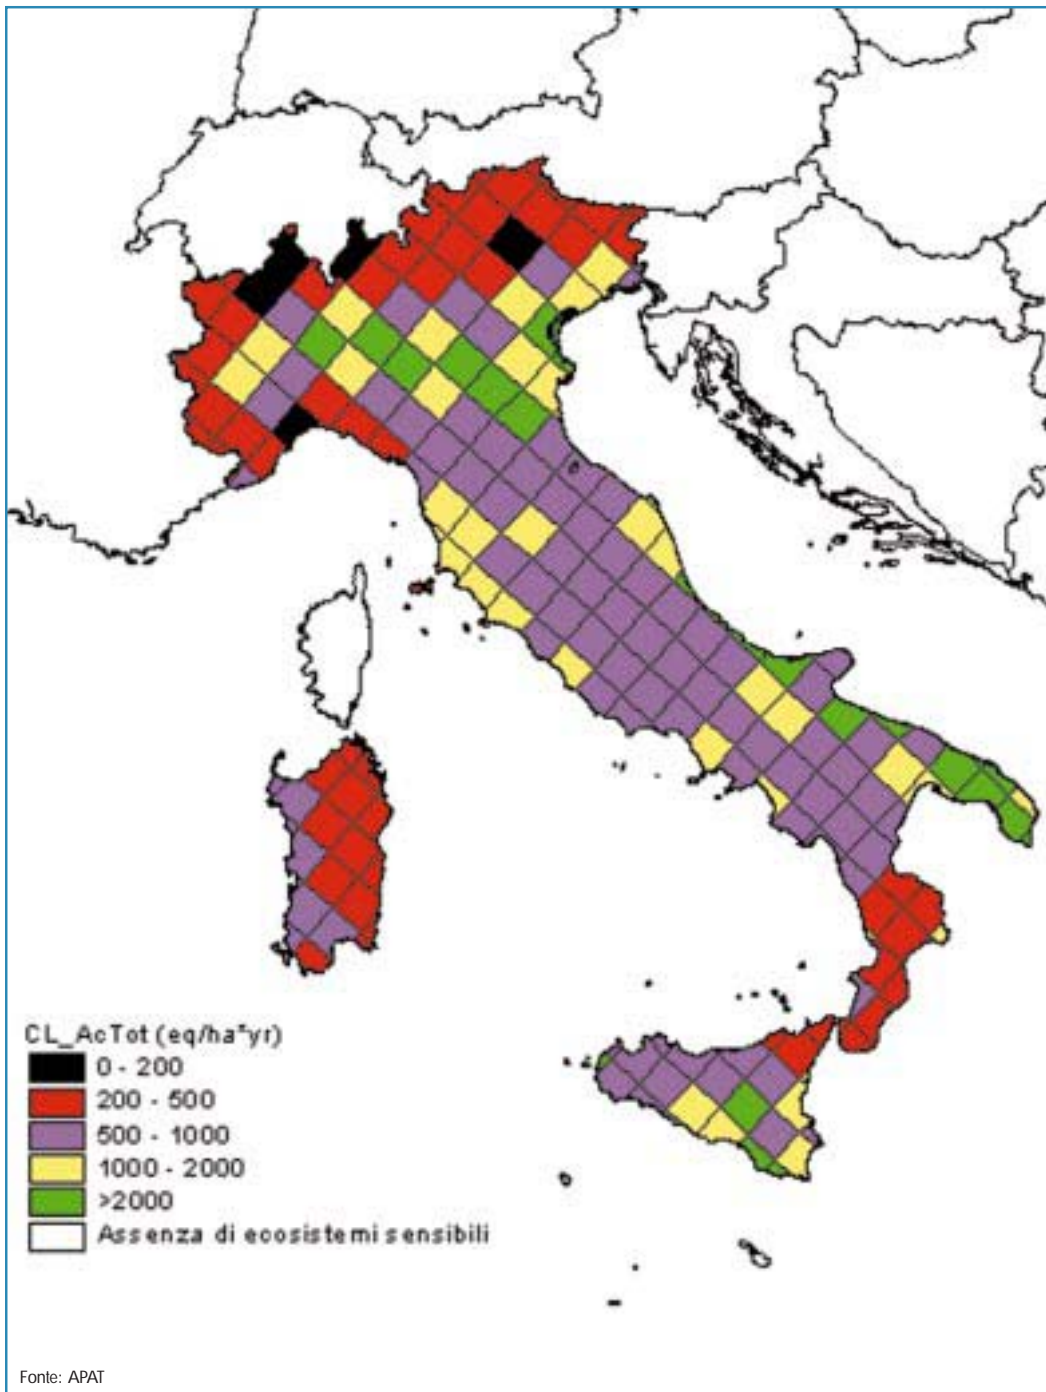 CL_AcTot (eq/ha*yr)
0 - 200
200 - 500
500 - 1000
1000 - 2000
>2000
Assenza di ecosistemi sensibili
Fonte: APAT